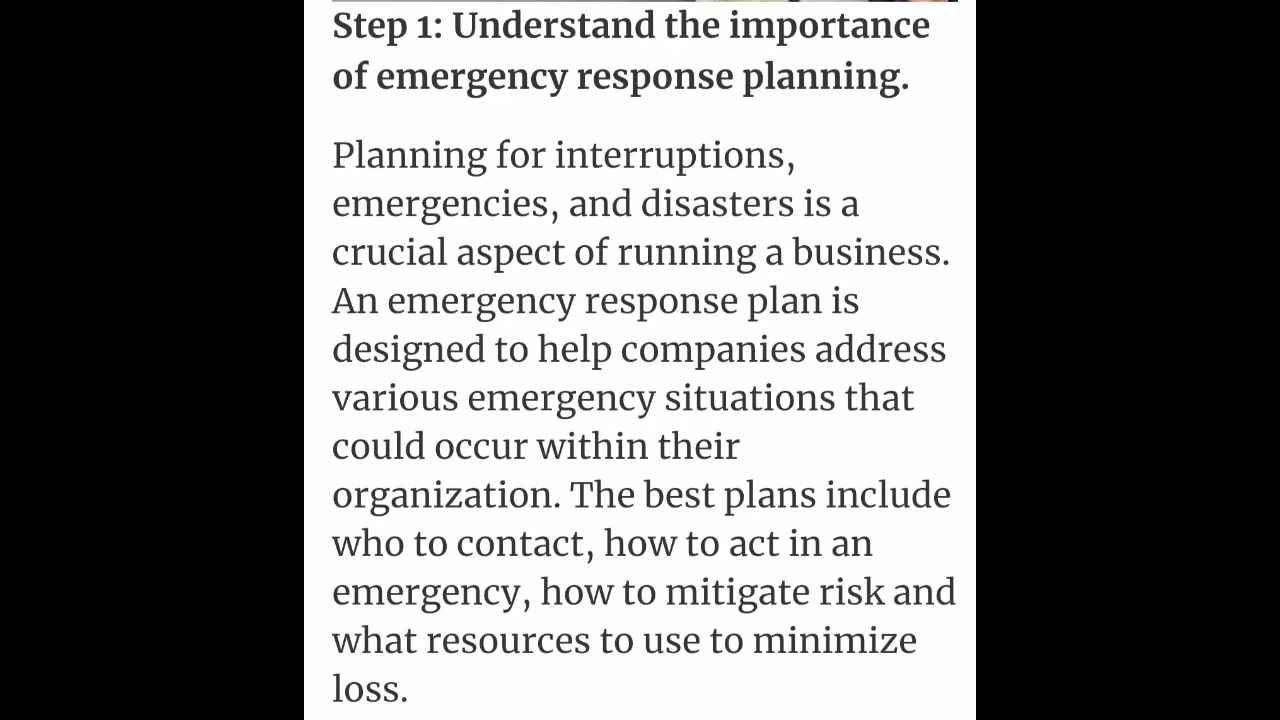 Step 1: Understand the importance
of emergency response planning.
Planning for interruptions,
emergencies, and disasters is a
crucial aspect of running a business.
An emergency response plan is
designed to help companies address
various emergency situations that
could occur within their
organization. The best plans include
who to contact, how to act in an
emergency, how to mitigate risk and
what resources to use to minimize
loss.